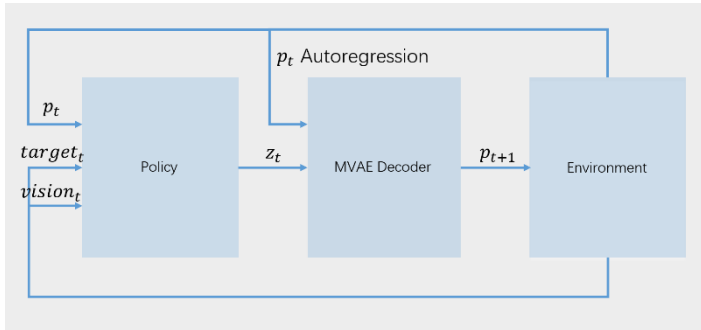 p_t Autoregression
p_t
target_t
vision_t
Policy
z_t
MVAE Decoder
p_{t+1}
Environment